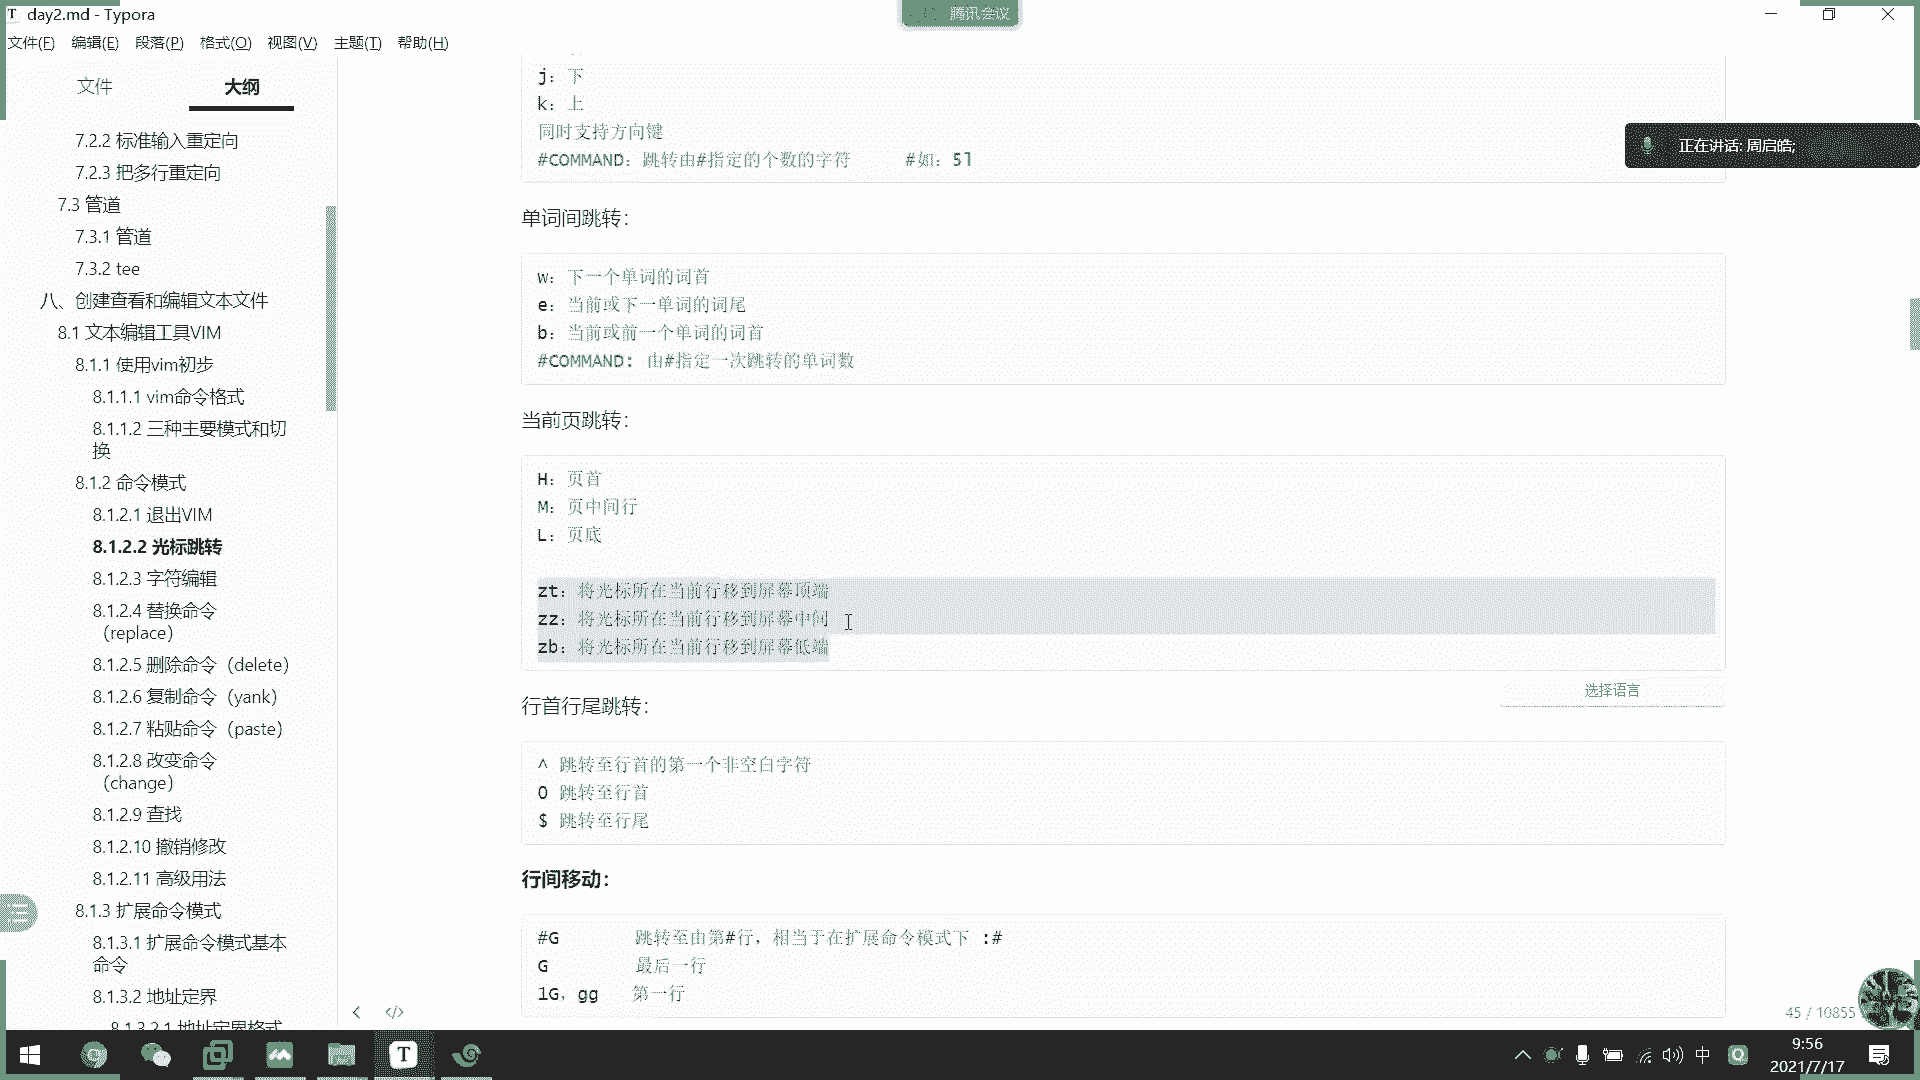 day2.md - Typora
腾讯会议
文件(F) 编辑(E) 段落(P) 格式(O) 视图(V) 主题(T) 帮助(H)
文件 大纲
7.2.2 标准输入重定向
7.2.3 把多行重定向
7.3 管道
7.3.1 管道
7.3.2 tee
八、创建查看和编辑文本文件
8.1 文本编辑工具VIM
8.1.1 使用vim初步
8.1.1.1 vim命令格式
8.1.1.2 三种主要模式和切
换
8.1.2 命令模式
8.1.2.1 退出VIM
8.1.2.2 光标跳转
8.1.2.3 字符编辑
8.1.2.4 替换命令
（replace）
8.1.2.5 删除命令（delete）
8.1.2.6 复制命令（yank）
8.1.2.7 粘贴命令（paste）
8.1.2.8 改变命令
（change）
8.1.2.9 查找
8.1.2.10 撤销修改
8.1.2.11 高级用法
8.1.3 扩展命令模式
8.1.3.1 扩展命令模式基本
命令
8.1.3.2 地址定界
8.1.3.2.1 地址定界格式
j：下
k：上
同时支持方向键
#COMMAND：跳转由#指定的个数的字符 #如：5l
单词间跳转：
w：下一个单词的词首
e：当前或下一单词的词尾
b：当前或前一个单词的词首
#COMMAND: 由#指定一次跳转的单词数
当前页跳转：
H：页首
M：页中间行
L：页底
zt：将光标所在当前行移到屏幕顶端
zz：将光标所在当前行移到屏幕中间
zb：将光标所在当前行移到屏幕低端
选择语言
行首行尾跳转：
^ 跳转至行首的第一个非空白字符
0 跳转至行首
$ 跳转至行尾
行间移动：
#G 跳转至由第#行，相当于在扩展命令模式下 :#
G 最后一行
1G，gg 第一行
正在讲话: 周启皓;
45 / 10855
中
9:56
2021/7/17